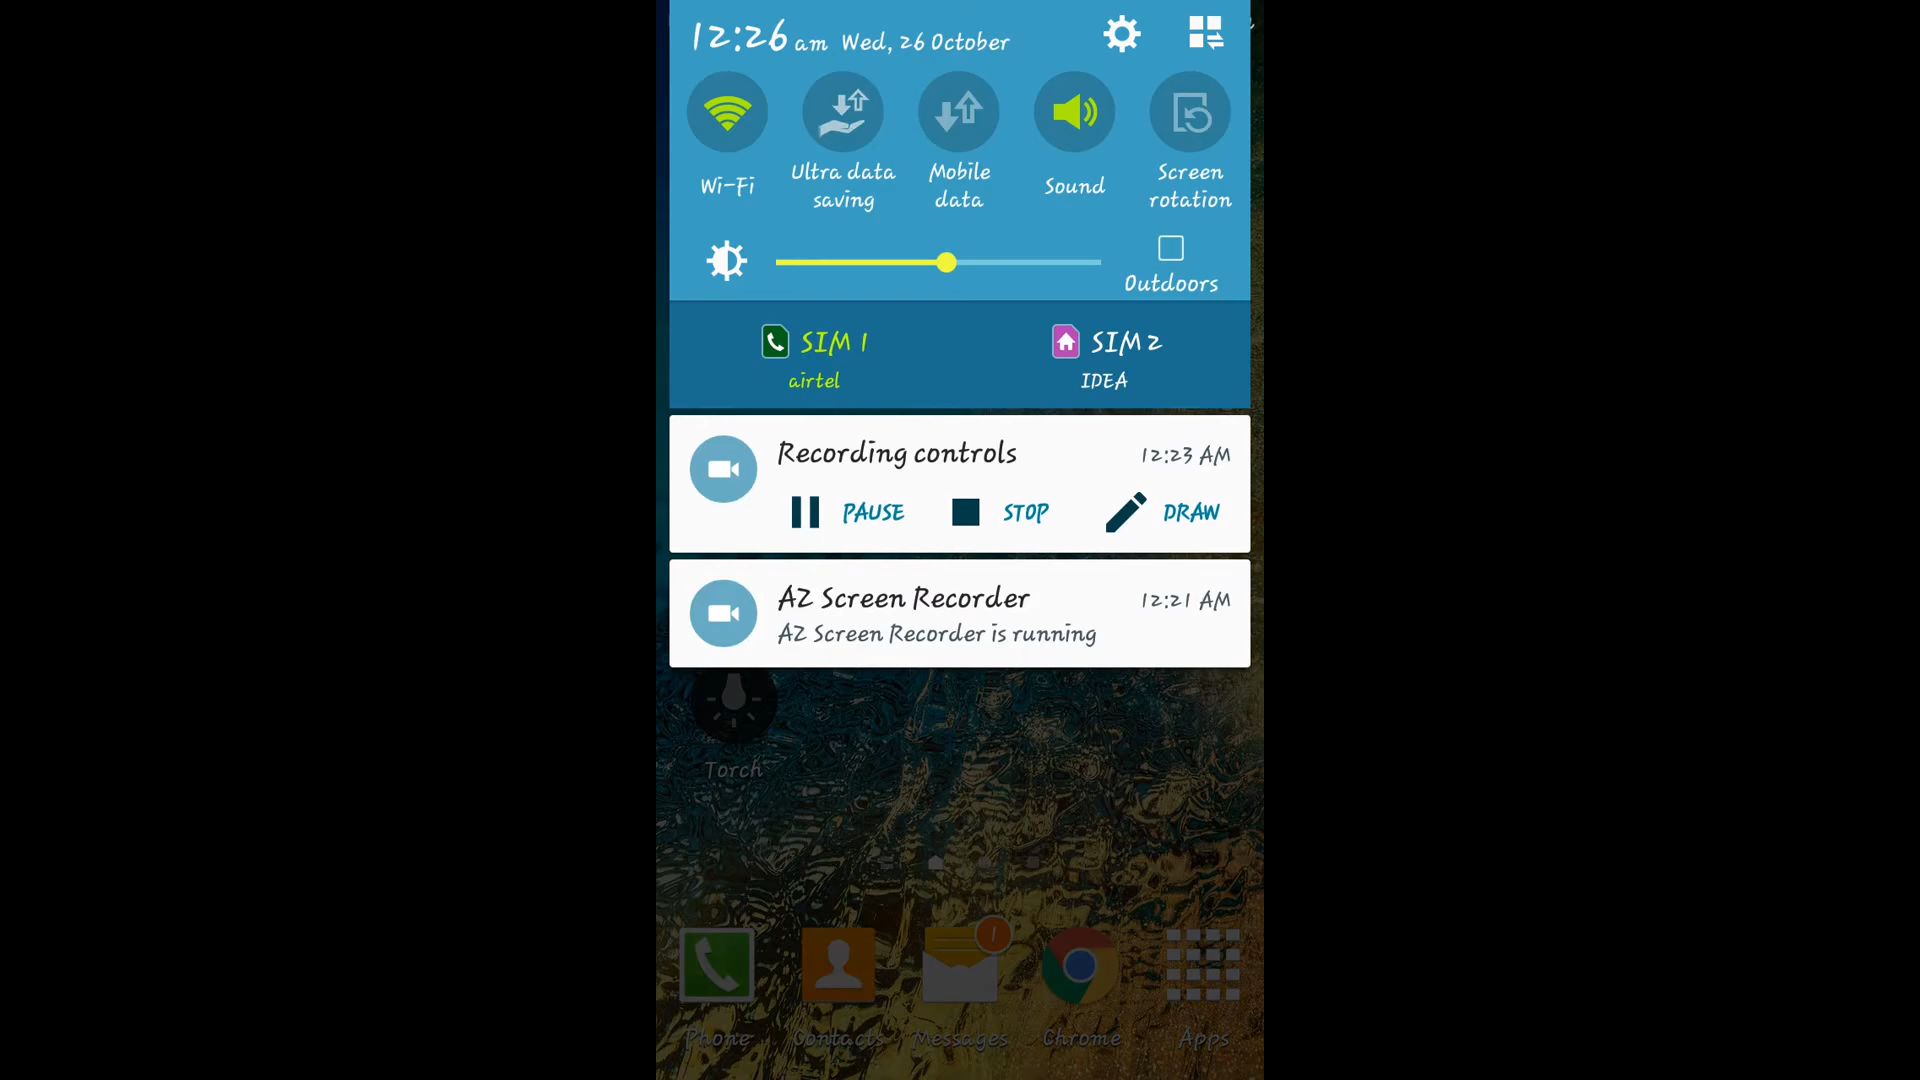 12:26 am Wed, 26 October
Wi-Fi
Ultra data saving
Mobile data
Sound
Screen rotation
Outdoors
SIM 1
airtel
SIM 2
IDEA
Recording controls 12:23 AM
PAUSE STOP DRAW
AZ Screen Recorder 12:21 AM
AZ Screen Recorder is running
Torch
1
Phone Contacts Messages Chrome Apps